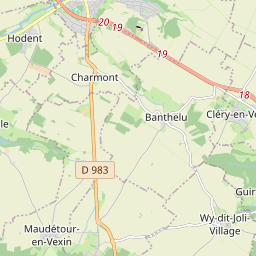 20
19
Hodent
19
Charmont
18
Banthelu
Cléry-en-Ve
le
D 983
Guir
Maudétour-
en-Vexin
Wy-dit-Joli-
Village